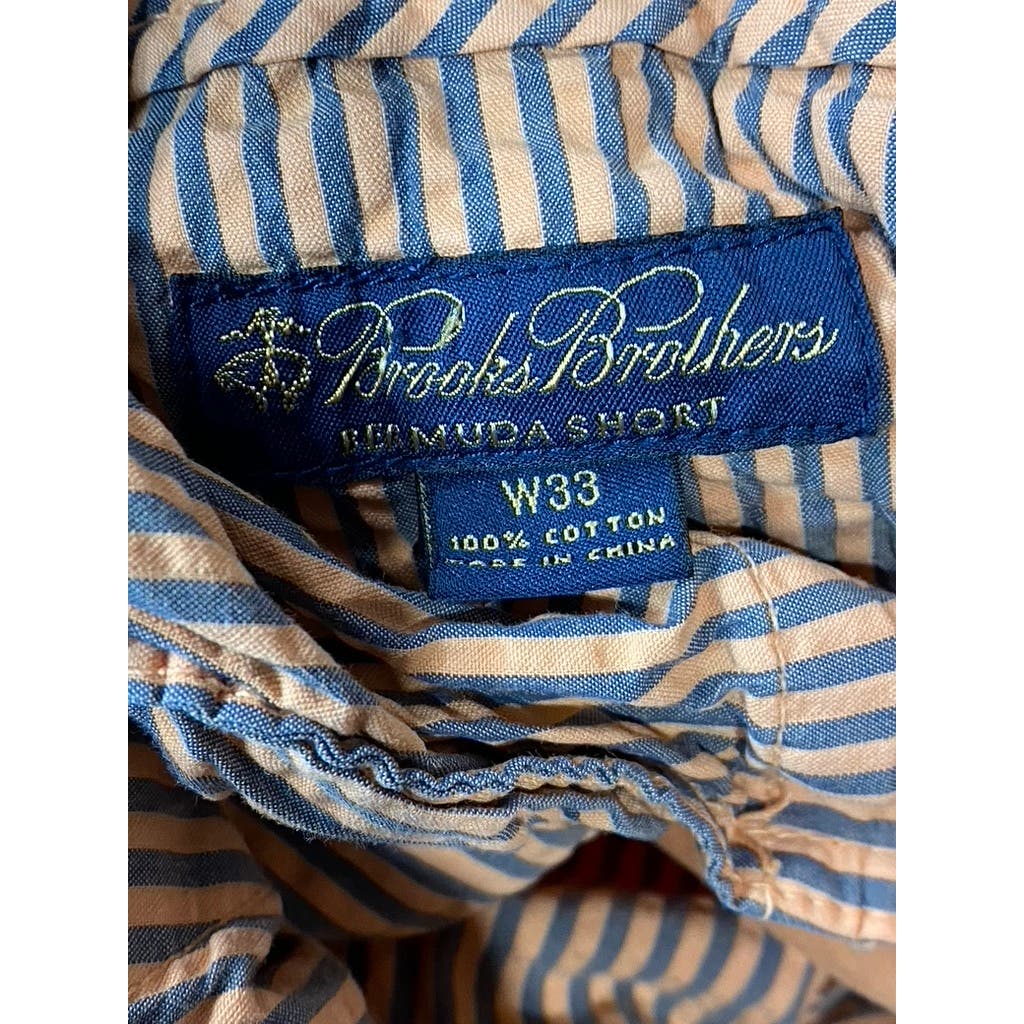 Brooks Brothers
BERMUDA SHORT
W33
100% COTTON
MADE IN CHINA